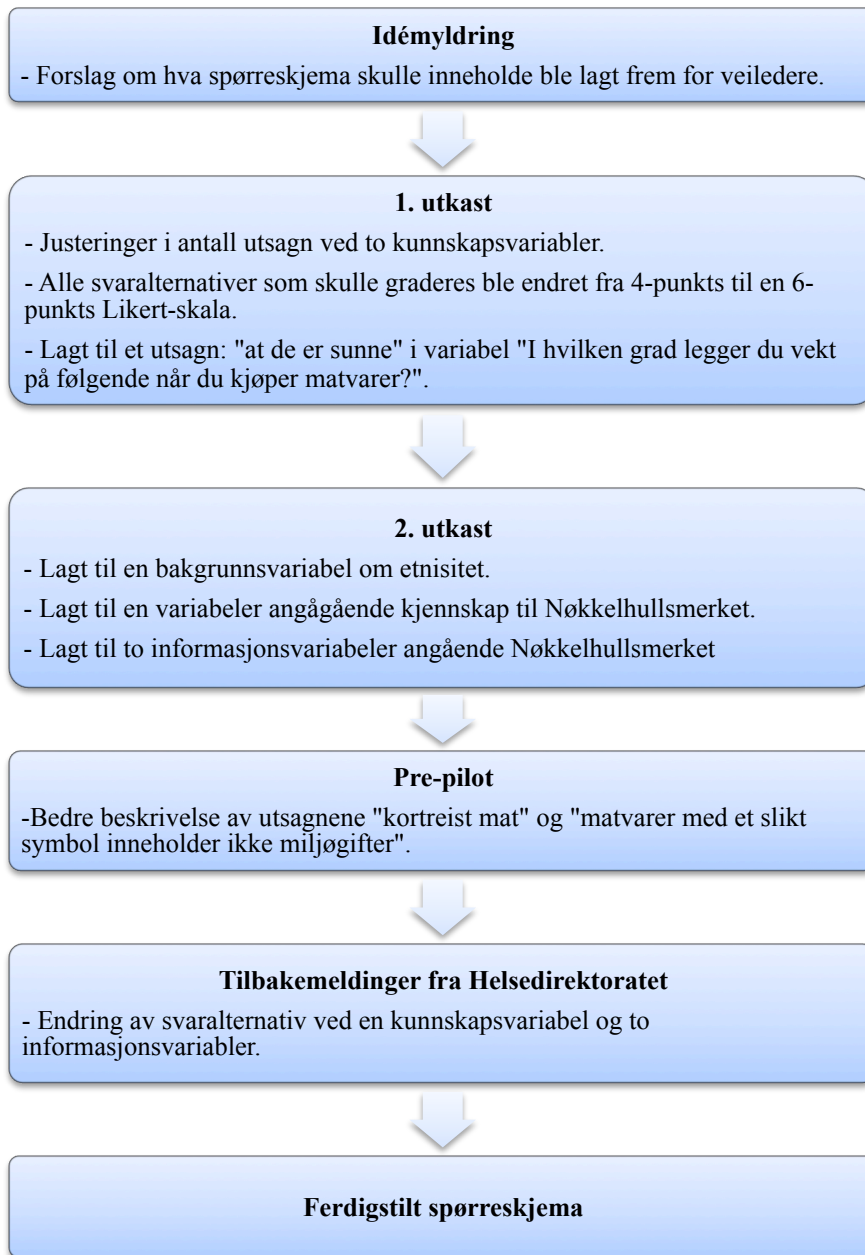 Idémyldring
- Forslag om hva spørreskjema skulle inneholde ble lagt frem for veiledere.
1. utkast
- Justeringer i antall utsagn ved to kunnskapsvariabler.
- Alle svaralternativer som skulle graderes ble endret fra 4-punkts til en 6-
punkts Likert-skala.
- Lagt til et utsagn: "at de er sunne" i variabel "I hvilken grad legger du vekt
på følgende når du kjøper matvarer?".
2. utkast
- Lagt til en bakgrunnsvariabel om etnisitet.
- Lagt til en variabeler angågående kjennskap til Nøkkelhullsmerket.
- Lagt til to informasjonsvariabeler angående Nøkkelhullsmerket
Pre-pilot
-Bedre beskrivelse av utsagnene "kortreist mat" og "matvarer med et slikt
symbol inneholder ikke miljøgifter".
Tilbakemeldinger fra Helsedirektoratet
- Endring av svaralternativ ved en kunnskapsvariabel og to
informasjonsvariabler.
Ferdigstilt spørreskjema